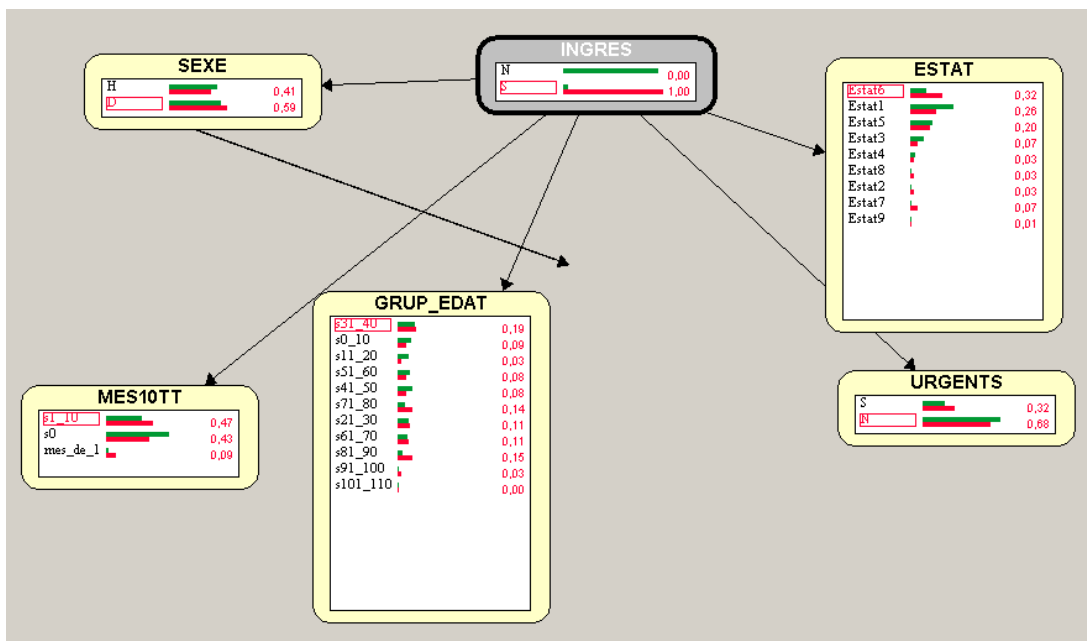 INGRES
N 0,00
S 1,00
SEXE
H 0,41
D 0,59
ESTAT
Estat6 0,32
Estat1 0,26
Estat5 0,20
Estat3 0,07
Estat4 0,03
Estat8 0,03
Estat2 0,03
Estat7 0,07
Estat9 0,01
GRUP_EDAT
s31_40 0,19
s0_10 0,09
s11_20 0,03
s51_60 0,08
s41_50 0,08
s71_80 0,14
s21_30 0,11
s61_70 0,11
s81_90 0,15
s91_100 0,03
s101_110 0,00
MES10TT
s1_10 0,47
s0 0,43
mes_de_1 0,09
URGENTS
S 0,32
N 0,68